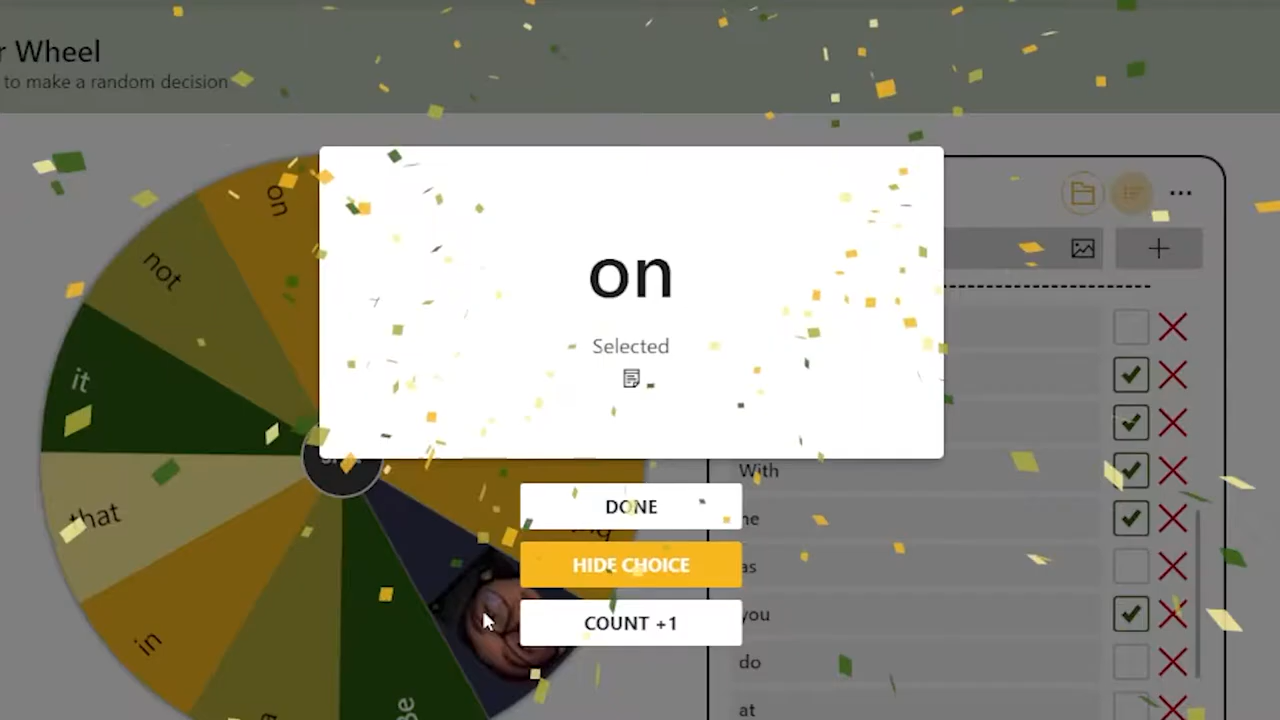 r Wheel
to make a random decision
on
not
it
that
in
a
Be
on
Selected
DONE
HIDE CHOICE
COUNT +1
With
he
as
you
do
at